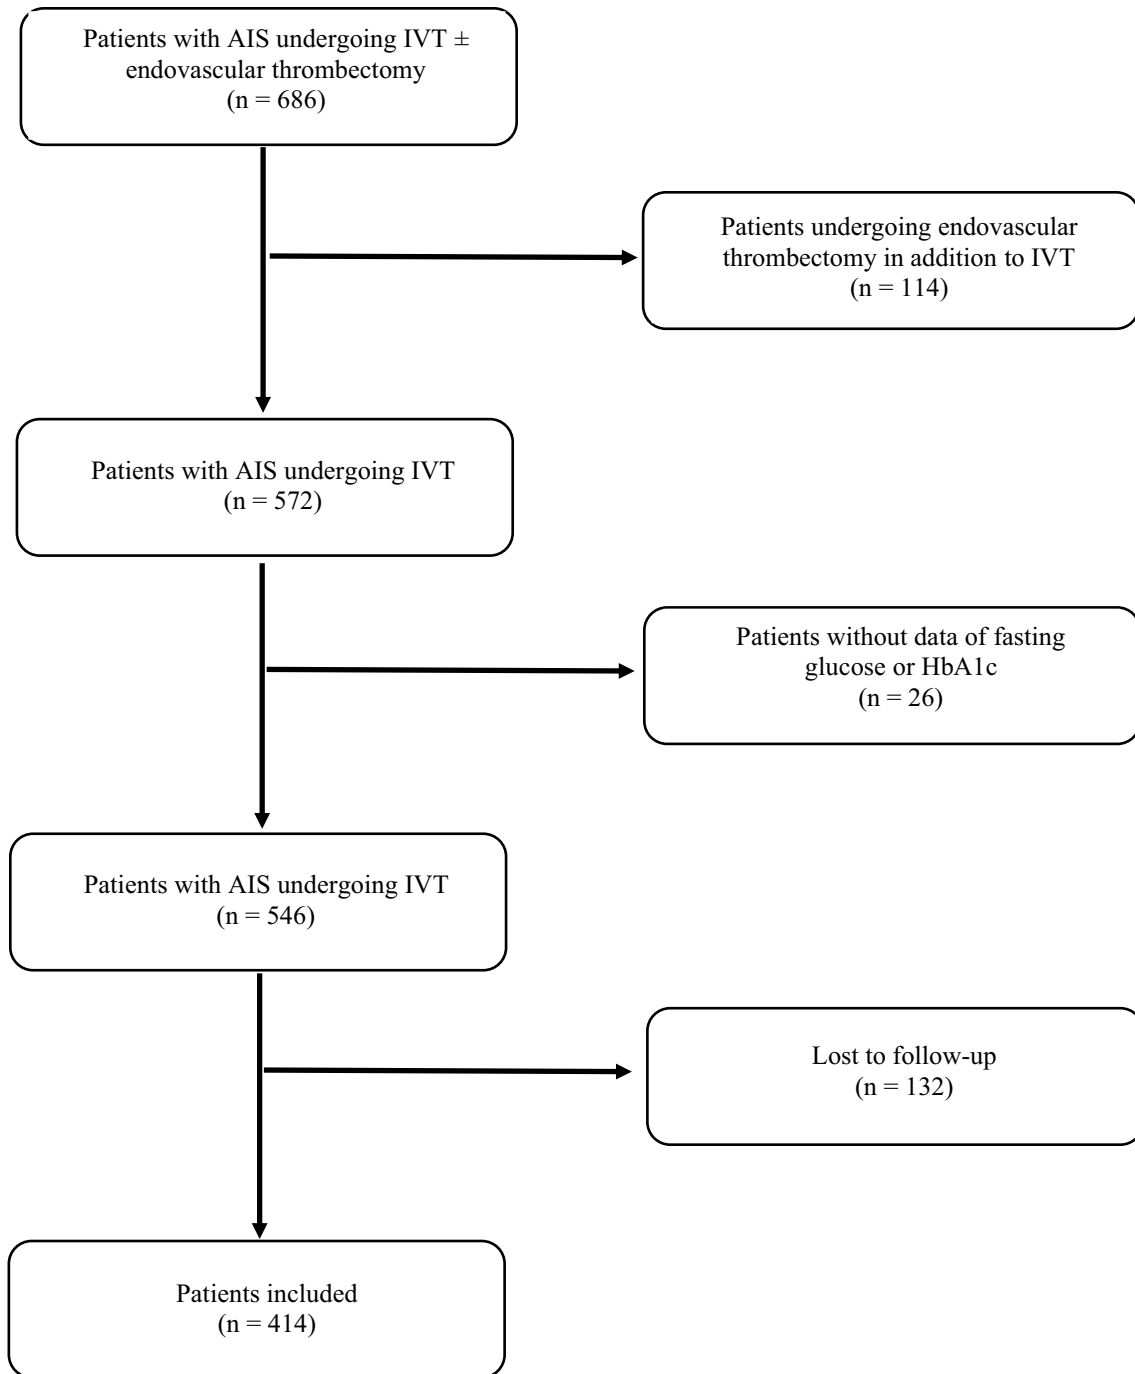 Patients with AIS undergoing IVT ±
endovascular thrombectomy
(n = 686)
Patients undergoing endovascular
thrombectomy in addition to IVT
(n = 114)
Patients with AIS undergoing IVT
(n = 572)
Patients without data of fasting
glucose or HbA1c
(n = 26)
Patients with AIS undergoing IVT
(n = 546)
Lost to follow-up
(n = 132)
Patients included
(n = 414)